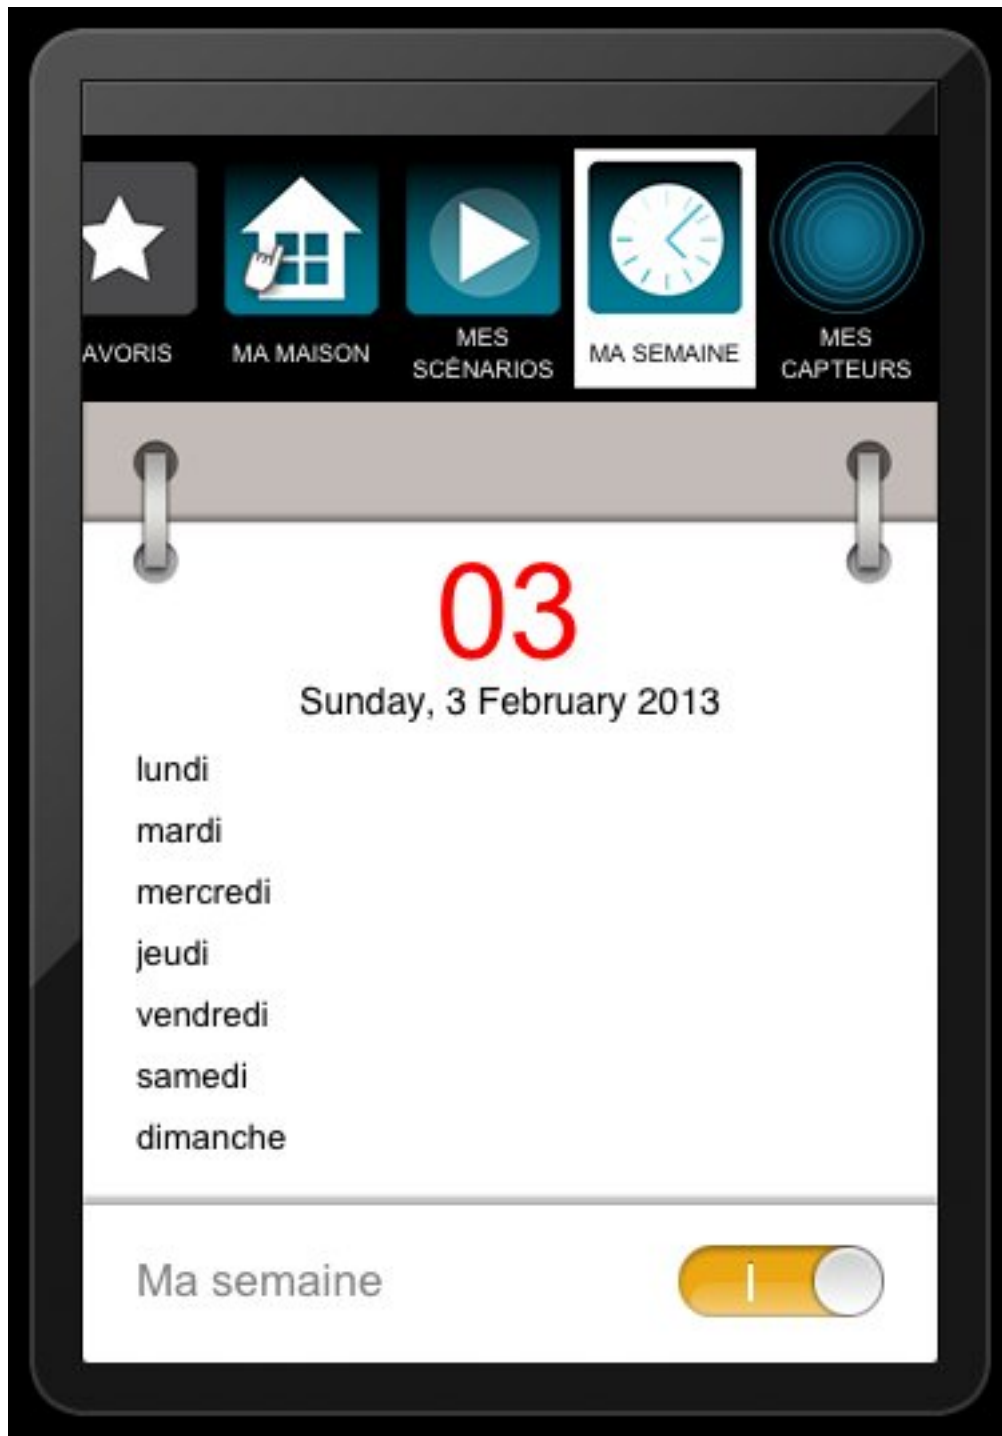 AVORIS
MA MAISON
MES
SCÉNARIOS
MA SEMAINE
MES
CAPTEURS
03
Sunday, 3 February 2013
lundi
mardi
mercredi
jeudi
vendredi
samedi
dimanche
Ma semaine